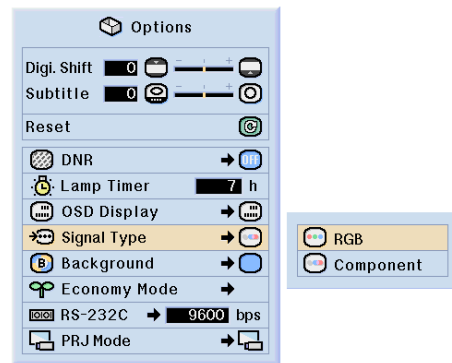 Options
Digi. Shift 0 - +
Subtitle 0 - +
Reset
DNR OFF
Lamp Timer 7 h
OSD Display
Signal Type
RGB
B Background
Component
Economy Mode
RS-232C 9600 bps
PRJ Mode